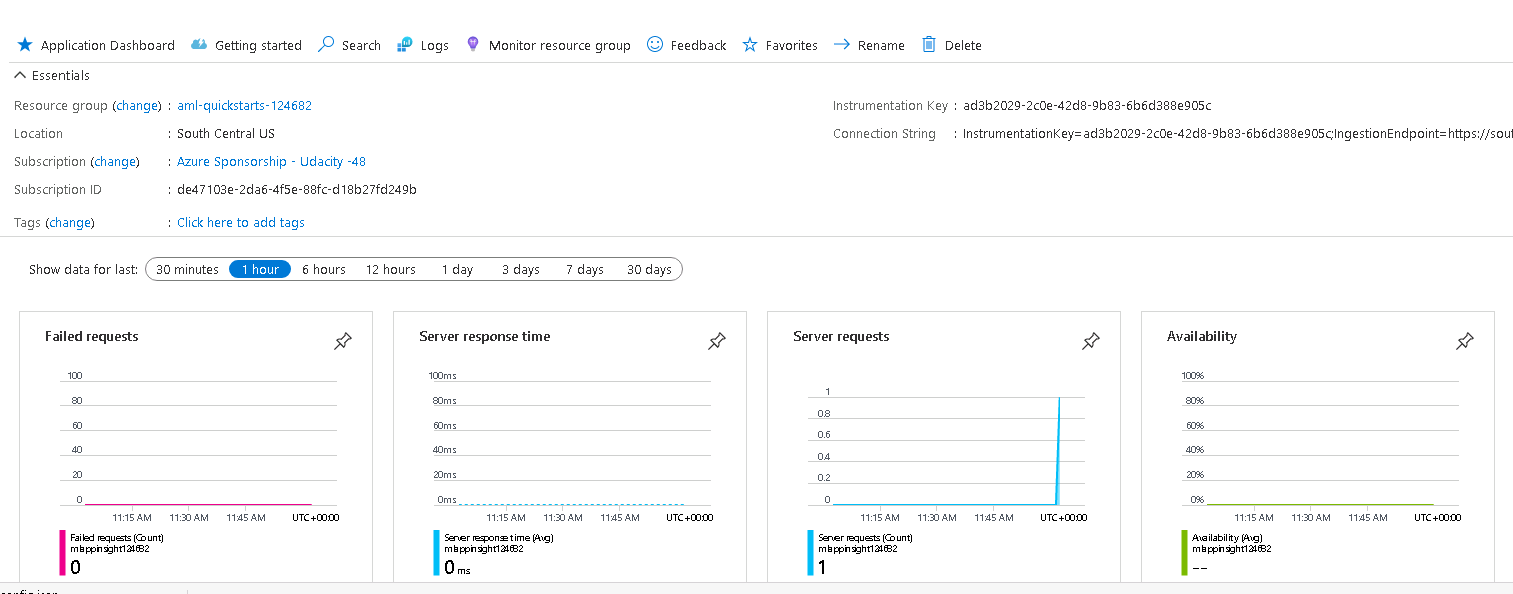 Application Dashboard Getting started Search Logs Monitor resource group Feedback Favorites Rename Delete
Essentials
Resource group (change) : aml-quickstarts-124682
Location : South Central US
Subscription (change) : Azure Sponsorship - Udacity -48
Subscription ID : de47103e-2da6-4f5e-88fc-d18b27fd249b
Tags (change) : Click here to add tags
Instrumentation Key : ad3b2029-2c0e-42d8-9b83-6b6d388e905c
Connection String : InstrumentationKey=ad3b2029-2c0e-42d8-9b83-6b6d388e905c;IngestionEndpoint=https://sout
Show data for last: 30 minutes 1 hour 6 hours 12 hours 1 day 3 days 7 days 30 days
Failed requests
100
80
60
40
20
0
11:15 AM 11:30 AM 11:45 AM UTC+00:00
Failed requests (Count)
mlappinsight124682
0
Server response time
100ms
80ms
60ms
40ms
20ms
0ms
11:15 AM 11:30 AM 11:45 AM UTC+00:00
Server response time (Avg)
mlappinsight124682
0 ms
Server requests
1
0.8
0.6
0.4
0.2
0
11:15 AM 11:30 AM 11:45 AM UTC+00:00
Server requests (Count)
mlappinsight124682
1
Availability
100%
80%
60%
40%
20%
0%
11:15 AM 11:30 AM 11:45 AM UTC+00:00
Availability (Avg)
mlappinsight124682
--